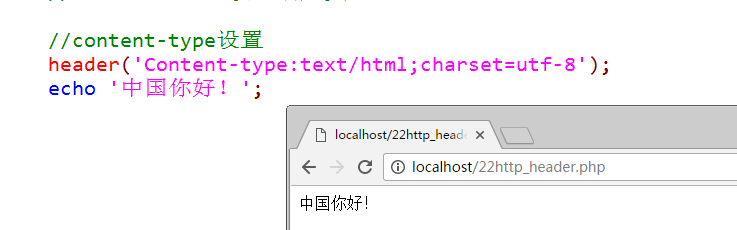 //content-type设置
header('Content-type:text/html;charset=utf-8');
echo '中国你好！';
localhost/22http_head
localhost/22http_header.php
中国你好！